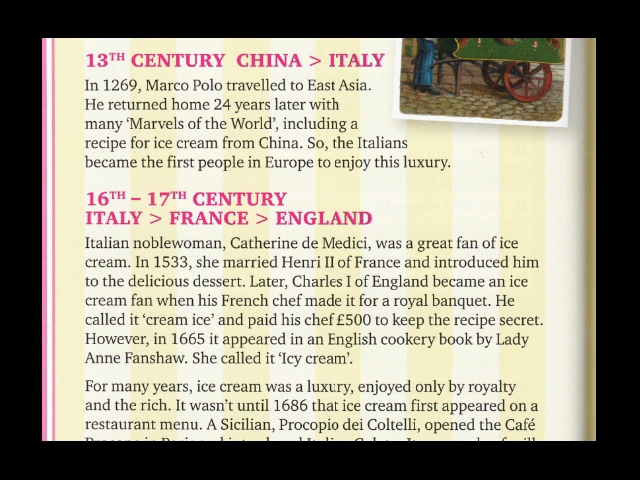 13TH CENTURY CHINA > ITALY
In 1269, Marco Polo travelled to East Asia.
He returned home 24 years later with
many ‘Marvels of the World’, including a
recipe for ice cream from China. So, the Italians
became the first people in Europe to enjoy this luxury.
16TH – 17TH CENTURY
ITALY > FRANCE > ENGLAND
Italian noblewoman, Catherine de Medici, was a great fan of ice
cream. In 1533, she married Henri II of France and introduced him
to the delicious dessert. Later, Charles I of England became an ice
cream fan when his French chef made it for a royal banquet. He
called it ‘cream ice’ and paid his chef £500 to keep the recipe secret.
However, in 1665 it appeared in an English cookery book by Lady
Anne Fanshaw. She called it ‘Icy cream’.
For many years, ice cream was a luxury, enjoyed only by royalty
and the rich. It wasn’t until 1686 that ice cream first appeared on a
restaurant menu. A Sicilian, Procopio dei Coltelli, opened the Café